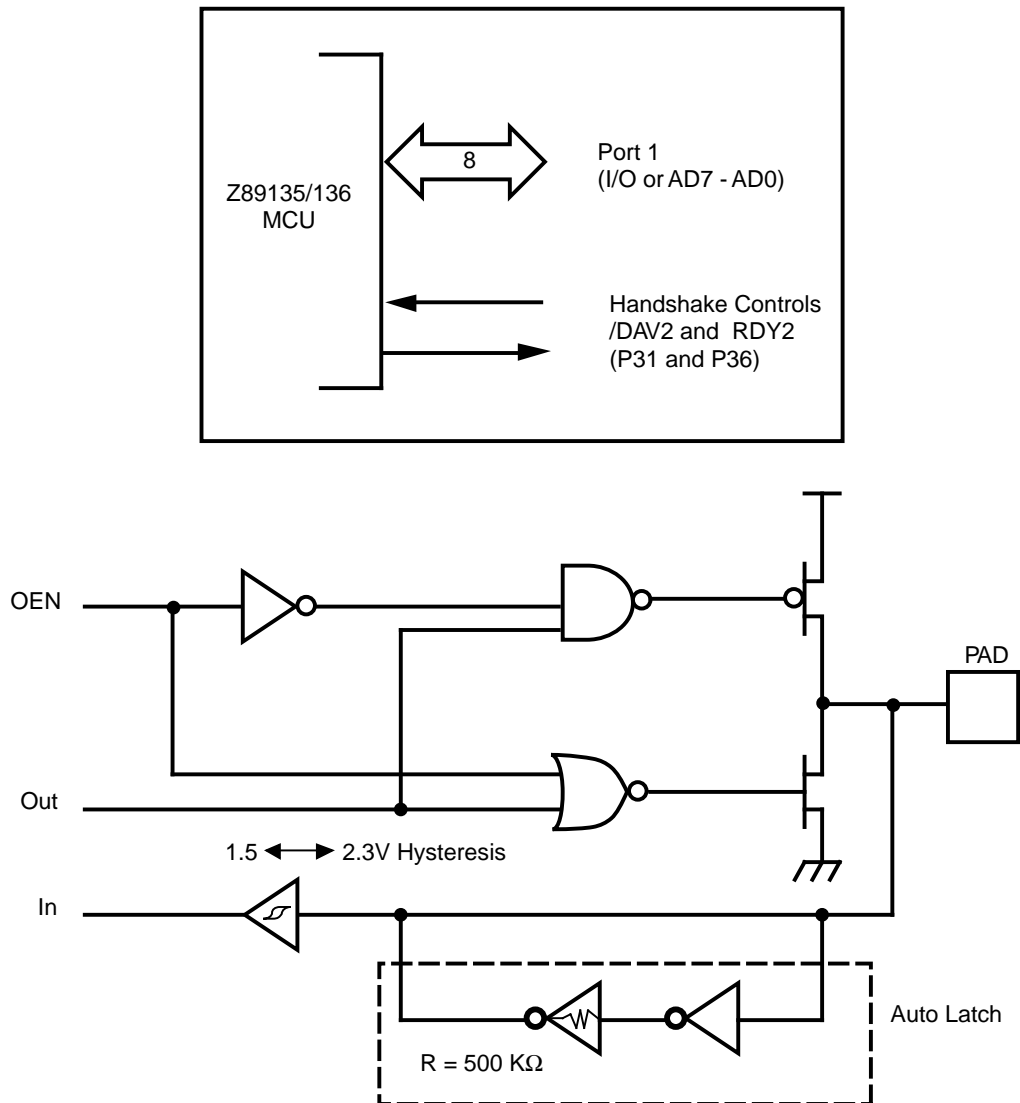 Z89135/136
MCU
8
Port 1
(I/O or AD7 - AD0)
Handshake Controls
/DAV2 and RDY2
(P31 and P36)
OEN
PAD
Out
1.5 2.3V Hysteresis
In
Auto Latch
R = 500 KΩ